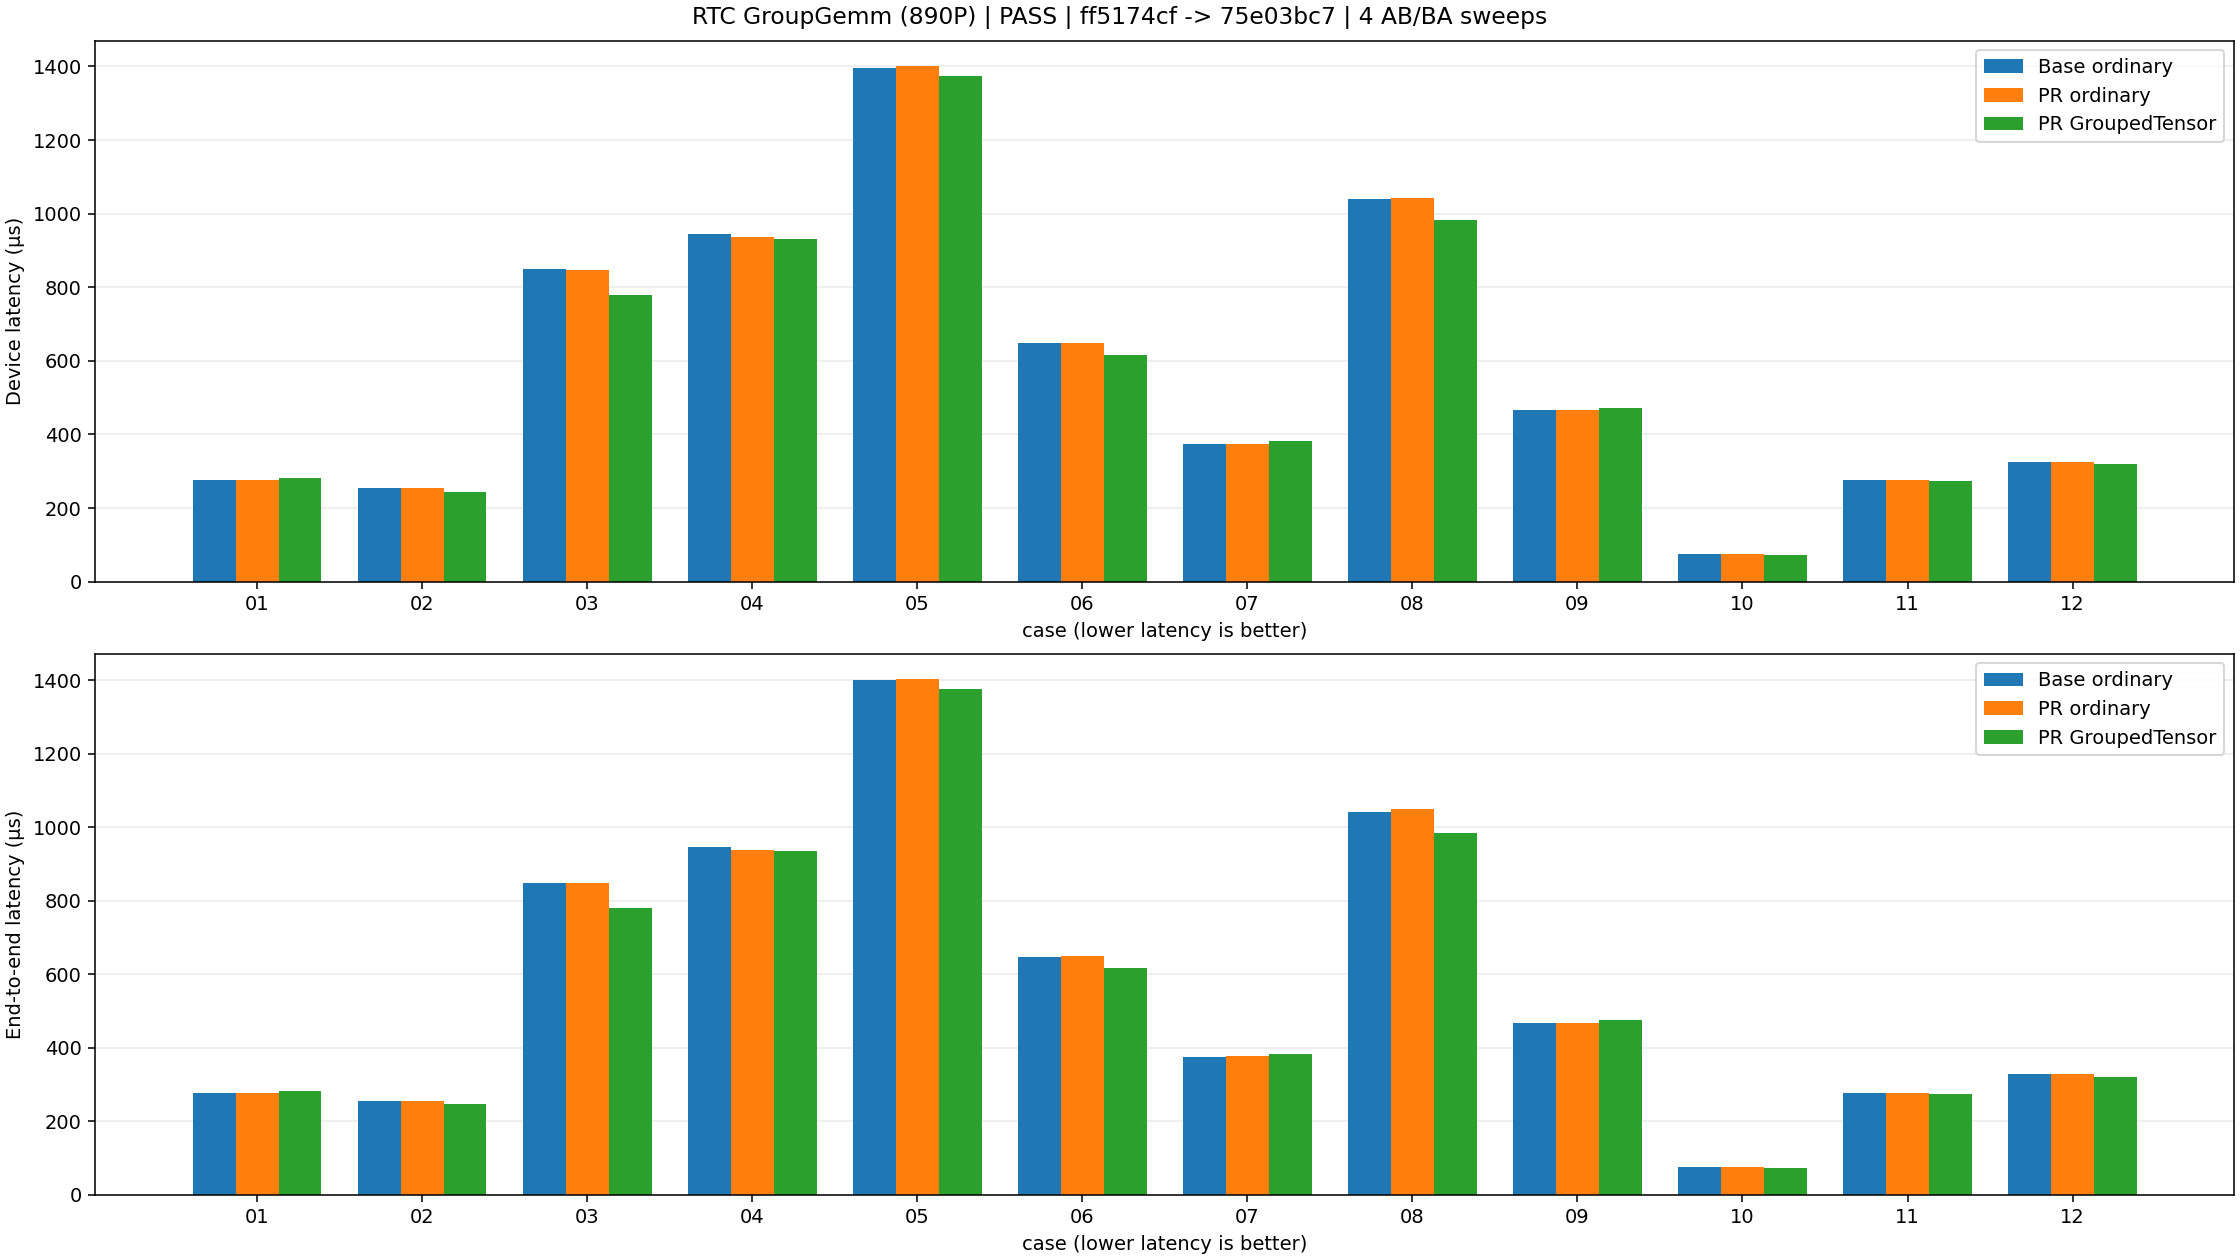 RTC GroupGemm (890P) | PASS | ff5174cf -> 75e03bc7 | 4 AB/BA sweeps
Device latency (µs)
1400
1200
1000
800
600
400
200
0
Base ordinary
PR ordinary
PR GroupedTensor
01 02 03 04 05 06 07 08 09 10 11 12
case (lower latency is better)
End-to-end latency (µs)
1400
1200
1000
800
600
400
200
0
Base ordinary
PR ordinary
PR GroupedTensor
01 02 03 04 05 06 07 08 09 10 11 12
case (lower latency is better)